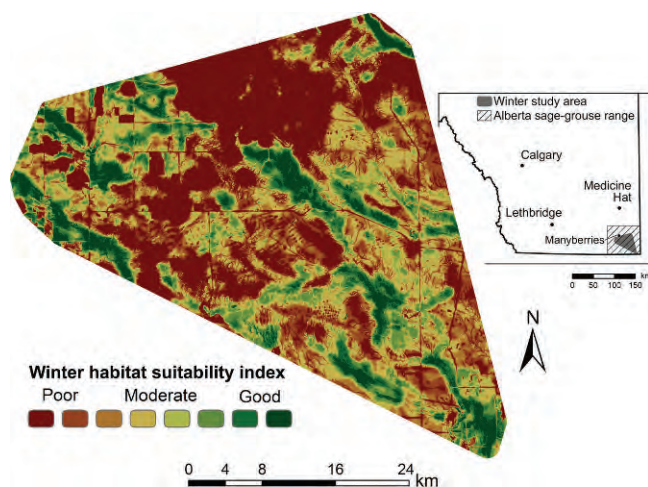 Winter study area
Alberta sage-grouse range
Calgary
Medicine
Hat
Lethbridge
Manyberries
km
0 50 100 150
N
Winter habitat suitability index
Poor Moderate Good
0 4 8 16 24
km